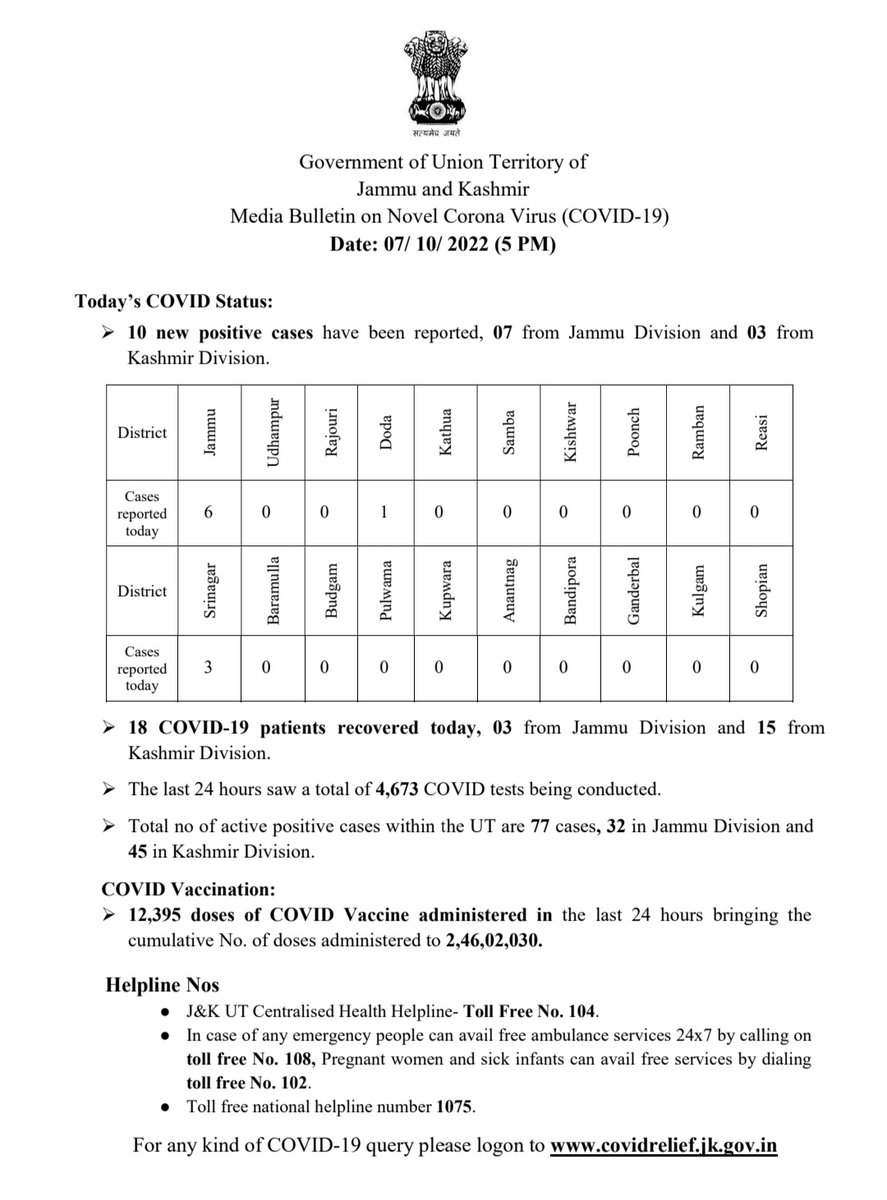 सत्यमेव जयते
Government of Union Territory of
Jammu and Kashmir
Media Bulletin on Novel Corona Virus (COVID-19)
Date: 07/ 10/ 2022 (5 PM)
Today’s COVID Status:
➢ 10 new positive cases have been reported, 07 from Jammu Division and 03 from
Kashmir Division.
District Jammu Udhampur Rajouri Doda Kathua Samba Kishtwar Poonch Ramban Reasi
Cases
reported
today
6 0 0 1 0 0 0 0 0 0
District Srinagar Baramulla Budgam Pulwama Kupwara Anantnag Bandipora Ganderbal Kulgam Shopian
Cases
reported
today
3 0 0 0 0 0 0 0 0 0
➢ 18 COVID-19 patients recovered today, 03 from Jammu Division and 15 from
Kashmir Division.
➢ The last 24 hours saw a total of 4,673 COVID tests being conducted.
➢ Total no of active positive cases within the UT are 77 cases, 32 in Jammu Division and
45 in Kashmir Division.
COVID Vaccination:
➢ 12,395 doses of COVID Vaccine administered in the last 24 hours bringing the
cumulative No. of doses administered to 2,46,02,030.
Helpline Nos
● J&K UT Centralised Health Helpline- Toll Free No. 104.
● In case of any emergency people can avail free ambulance services 24x7 by calling on
toll free No. 108, Pregnant women and sick infants can avail free services by dialing
toll free No. 102.
● Toll free national helpline number 1075.
For any kind of COVID-19 query please logon to www.covidrelief.jk.gov.in